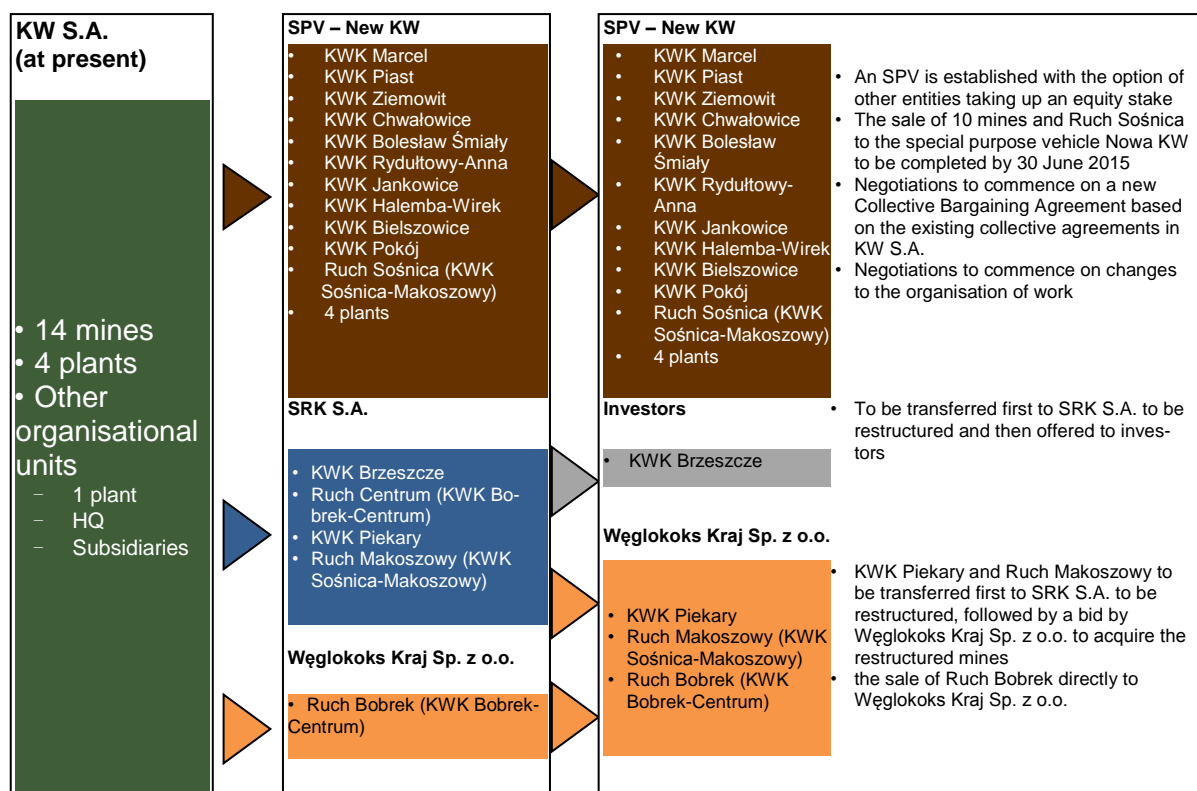 KW S.A.
(at present)
• 14 mines
• 4 plants
• Other
organisational
units
– 1 plant
– HQ
– Subsidiaries
SPV – New KW
• KWK Marcel
• KWK Piast
• KWK Ziemowit
• KWK Chwałowice
• KWK Bolesław Śmiały
• KWK Rydułtowy-Anna
• KWK Jankowice
• KWK Halemba-Wirek
• KWK Bielszowice
• KWK Pokój
• Ruch Sośnica (KWK
Sośnica-Makoszowy)
• 4 plants
SRK S.A.
• KWK Brzeszcze
• Ruch Centrum (KWK Bo-
brek-Centrum)
• KWK Piekary
• Ruch Makoszowy (KWK
Sośnica-Makoszowy)
Węglokoks Kraj Sp. z o.o.
• Ruch Bobrek (KWK Bobrek-
Centrum)
SPV – New KW
• KWK Marcel
• KWK Piast
• KWK Ziemowit
• KWK Chwałowice
• KWK Bolesław
Śmiały
• KWK Rydułtowy-
Anna
• KWK Jankowice
• KWK Halemba-Wirek
• KWK Bielszowice
• KWK Pokój
• Ruch Sośnica (KWK
Sośnica-Makoszowy)
• 4 plants
Investors
• KWK Brzeszcze
Węglokoks Kraj Sp. z o.o.
• KWK Piekary
• Ruch Makoszowy (KWK
Sośnica-Makoszowy)
• Ruch Bobrek (KWK
Bobrek-Centrum)
• An SPV is established with the option of
other entities taking up an equity stake
• The sale of 10 mines and Ruch Sośnica
to the special purpose vehicle Nowa KW
to be completed by 30 June 2015
• Negotiations to commence on a new
Collective Bargaining Agreement based
on the existing collective agreements in
KW S.A.
• Negotiations to commence on changes
to the organisation of work
• To be transferred first to SRK S.A. to be
restructured and then offered to inves-
tors
• KWK Piekary and Ruch Makoszowy to
be transferred first to SRK S.A. to be
restructured, followed by a bid by
Węglokoks Kraj Sp. z o.o. to acquire the
restructured mines
• the sale of Ruch Bobrek directly to
Węglokoks Kraj Sp. z o.o.